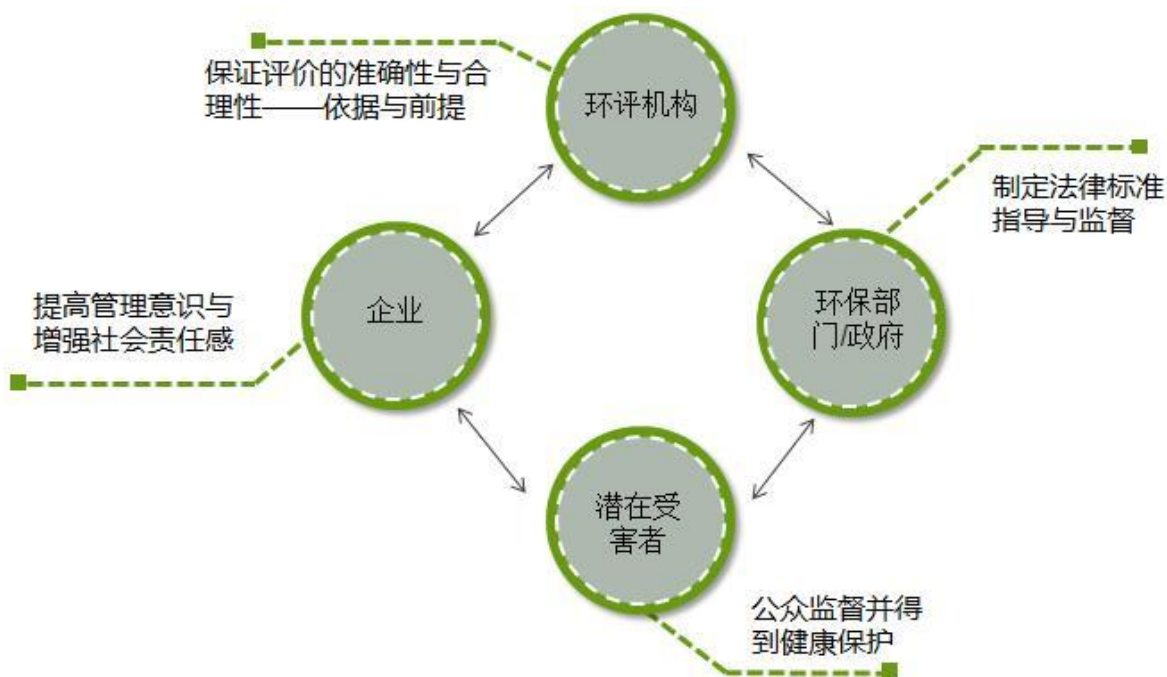 保证评价的准确性与合
理性——依据与前提
环评机构
制定法律标准
指导与监督
提高管理意识与
增强社会责任感
企业
环保部
门/政府
潜在受
害者
公众监督并得
到健康保护